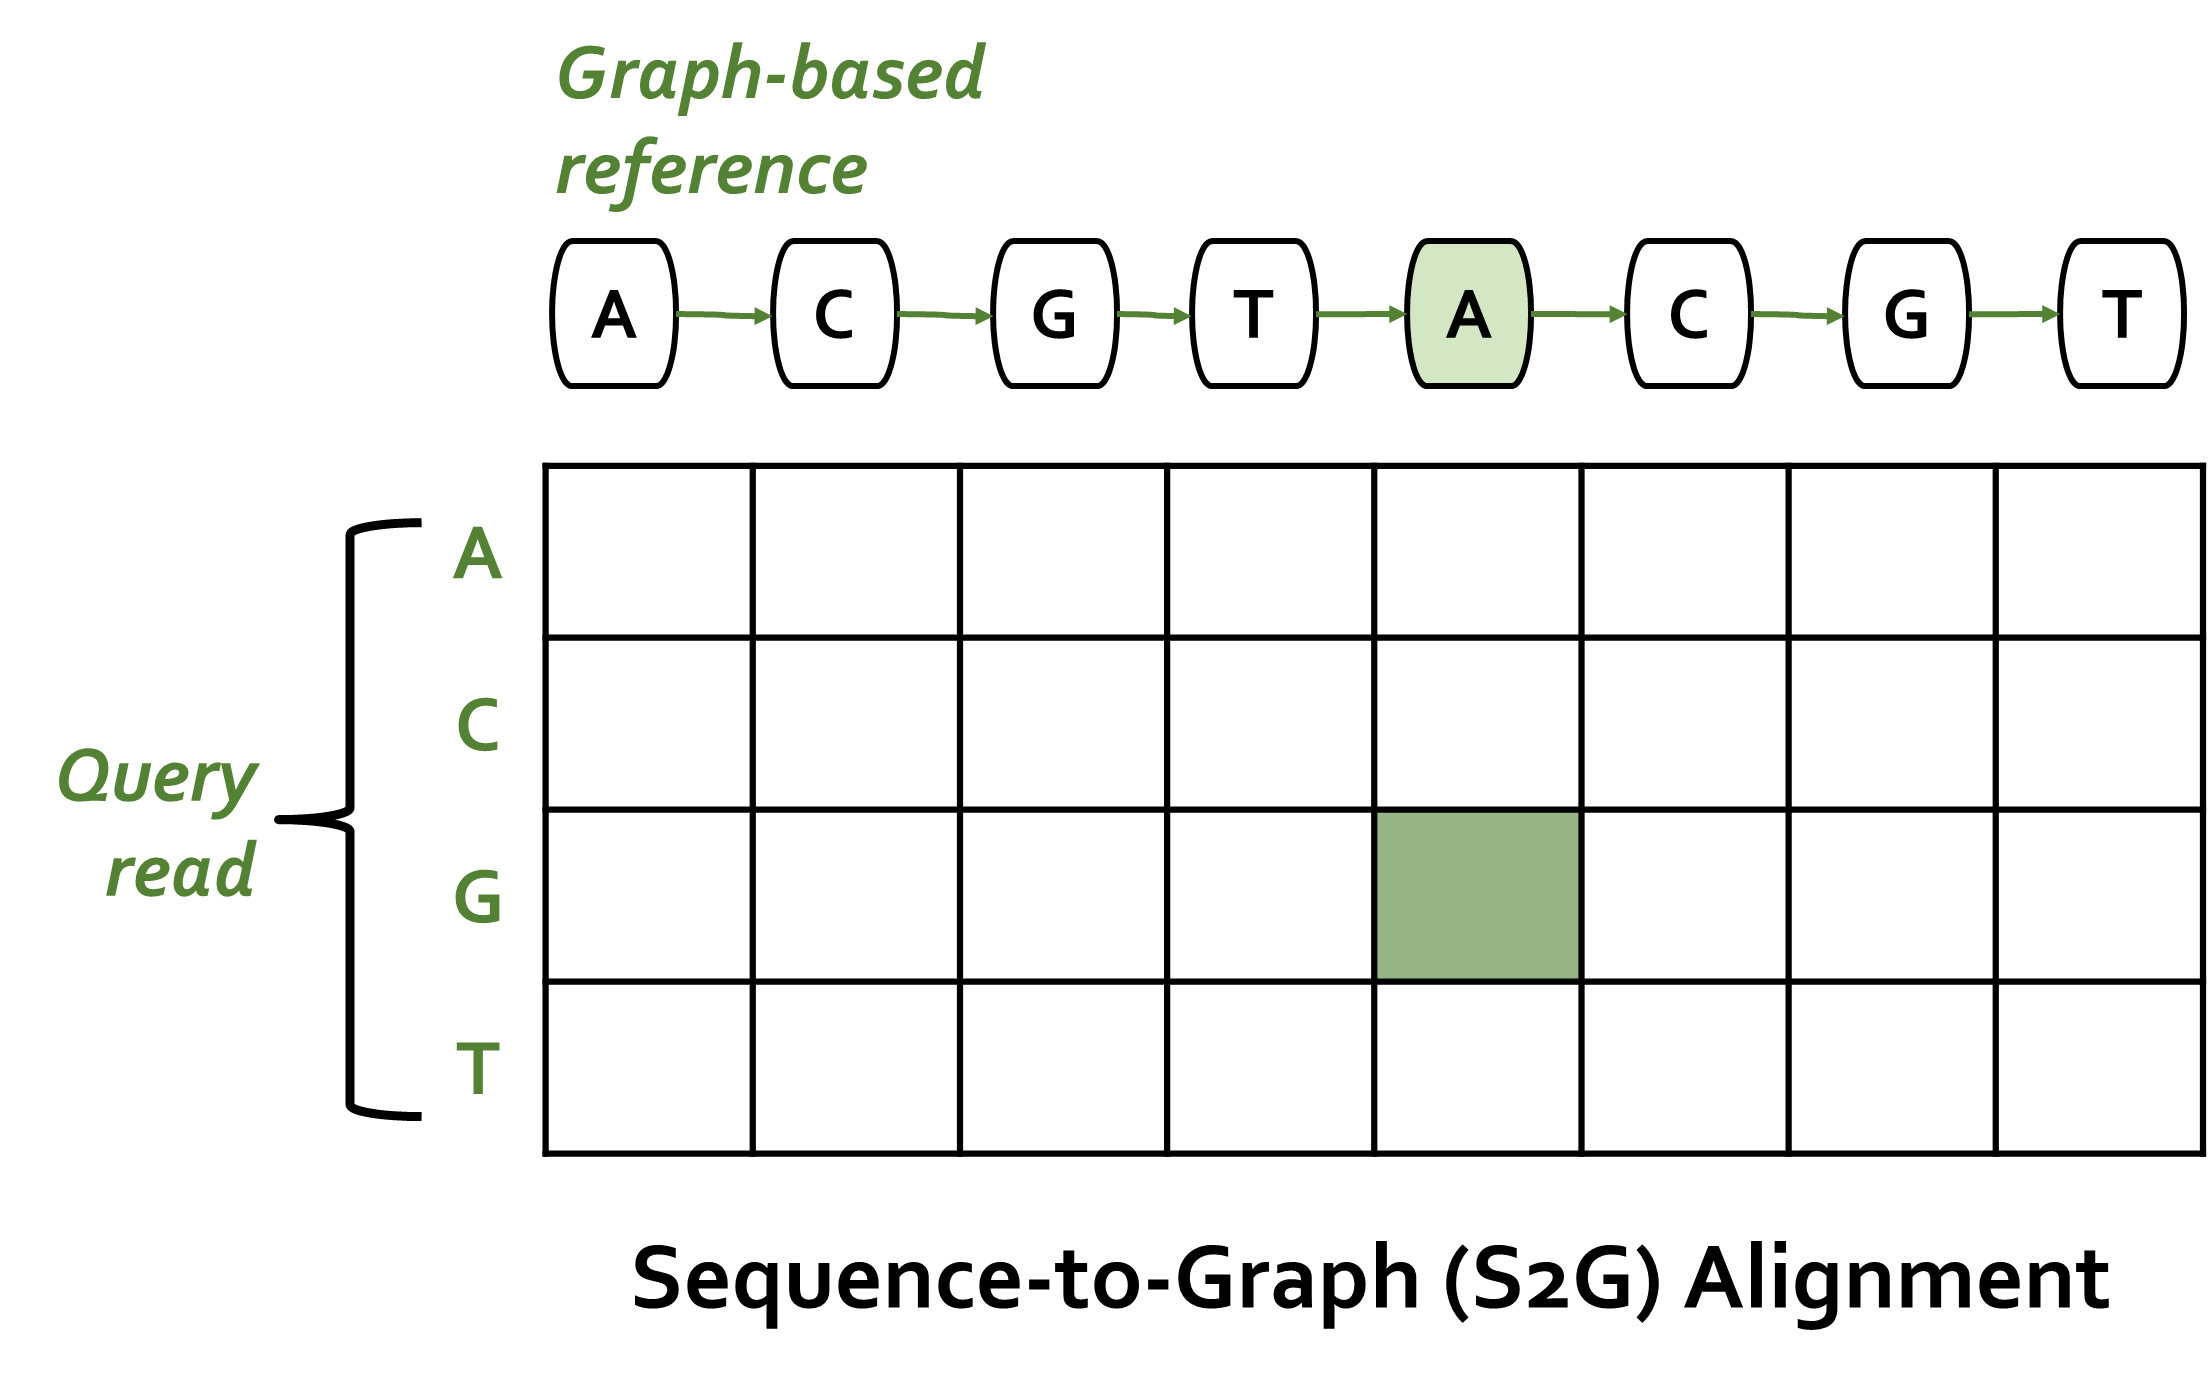 Graph-based
reference
A C G T A C G T
A
C
Query
read
G
T
Sequence-to-Graph (S2G) Alignment